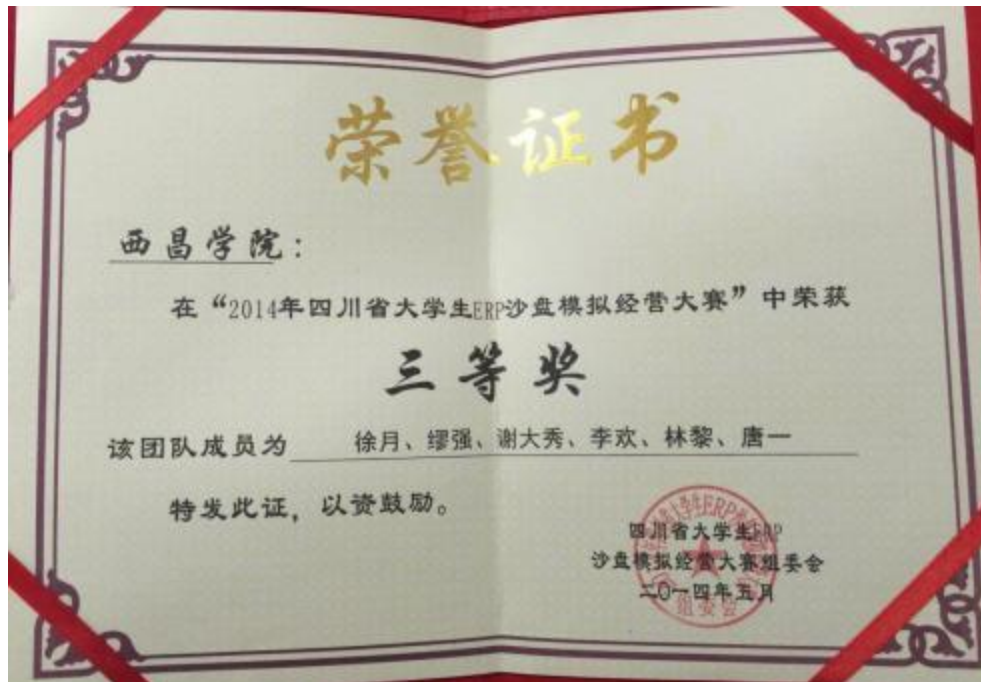 荣誉证书
西昌学院：
在“2014年四川省大学生ERP沙盘模拟经营大赛”中荣获
三等奖
该团队成员为 徐月、缪强、谢大秀、李欢、林黎、唐一
特发此证，以资鼓励。
四川省大学生ERP
沙盘模拟经营大赛组委会
二〇一四年五月
组委会